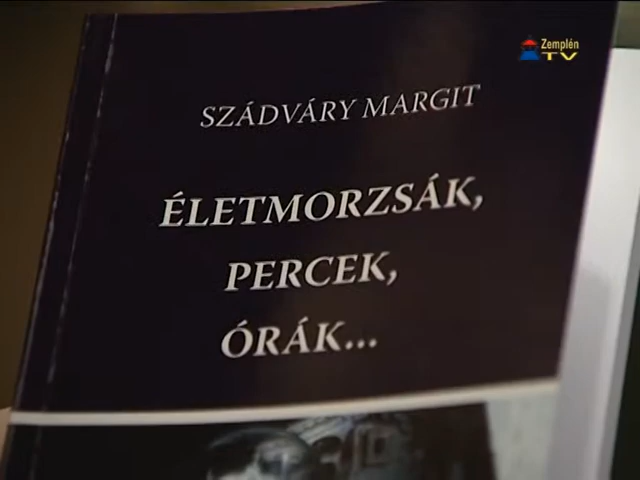 Zemplén
TV
SZÁDVÁRY MARGIT
ÉLETMORZSÁK,
PERCEK,
ÓRÁK...